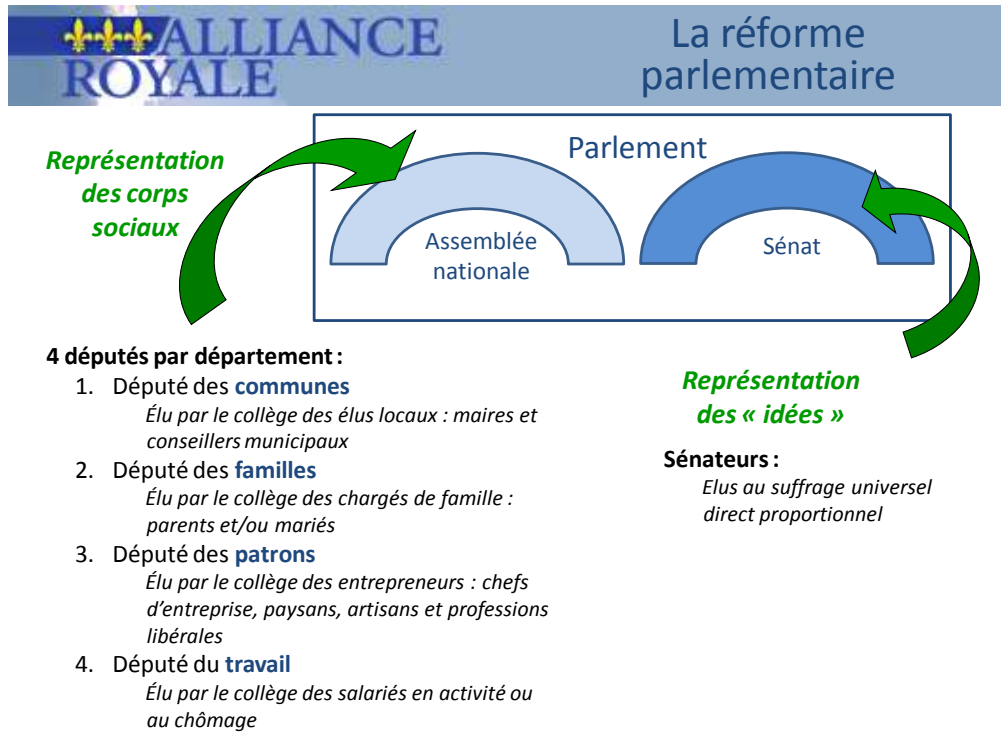 ALLIANCE
ROYALE
La réforme
parlementaire
Parlement
Représentation
des corps
sociaux
Assemblée
nationale
Sénat
4 députés par département :
1. Député des communes
Élu par le collège des élus locaux : maires et
conseillers municipaux
2. Député des familles
Élu par le collège des chargés de famille :
parents et/ou mariés
3. Député des patrons
Élu par le collège des entrepreneurs : chefs
d’entreprise, paysans, artisans et professions
libérales
4. Député du travail
Élu par le collège des salariés en activité ou
au chômage
Représentation
des « idées »
Sénateurs :
Elus au suffrage universel
direct proportionnel